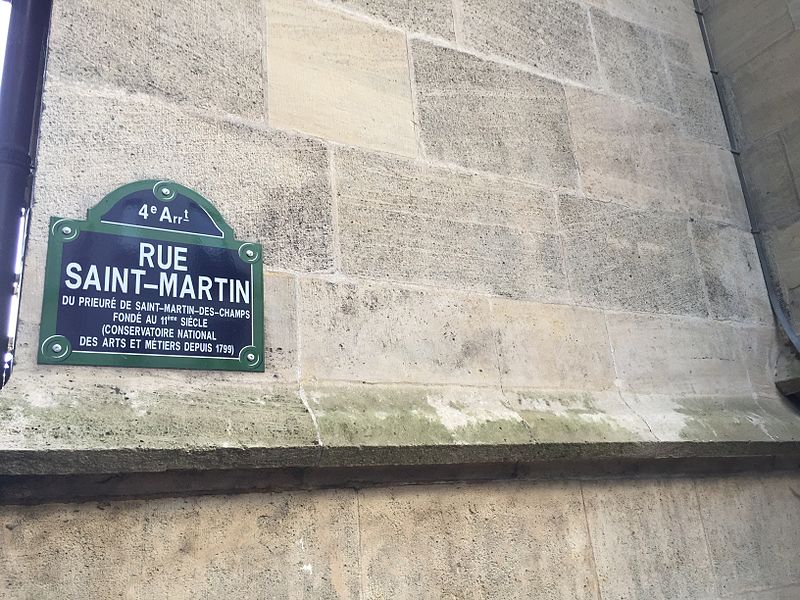 4e Arrt
RUE
SAINT-MARTIN
DU PRIEURÉ DE SAINT-MARTIN-DES-CHAMPS
FONDÉ AU 11ème SIÈCLE
(CONSERVATOIRE NATIONAL
DES ARTS ET MÉTIERS DEPUIS 1799)